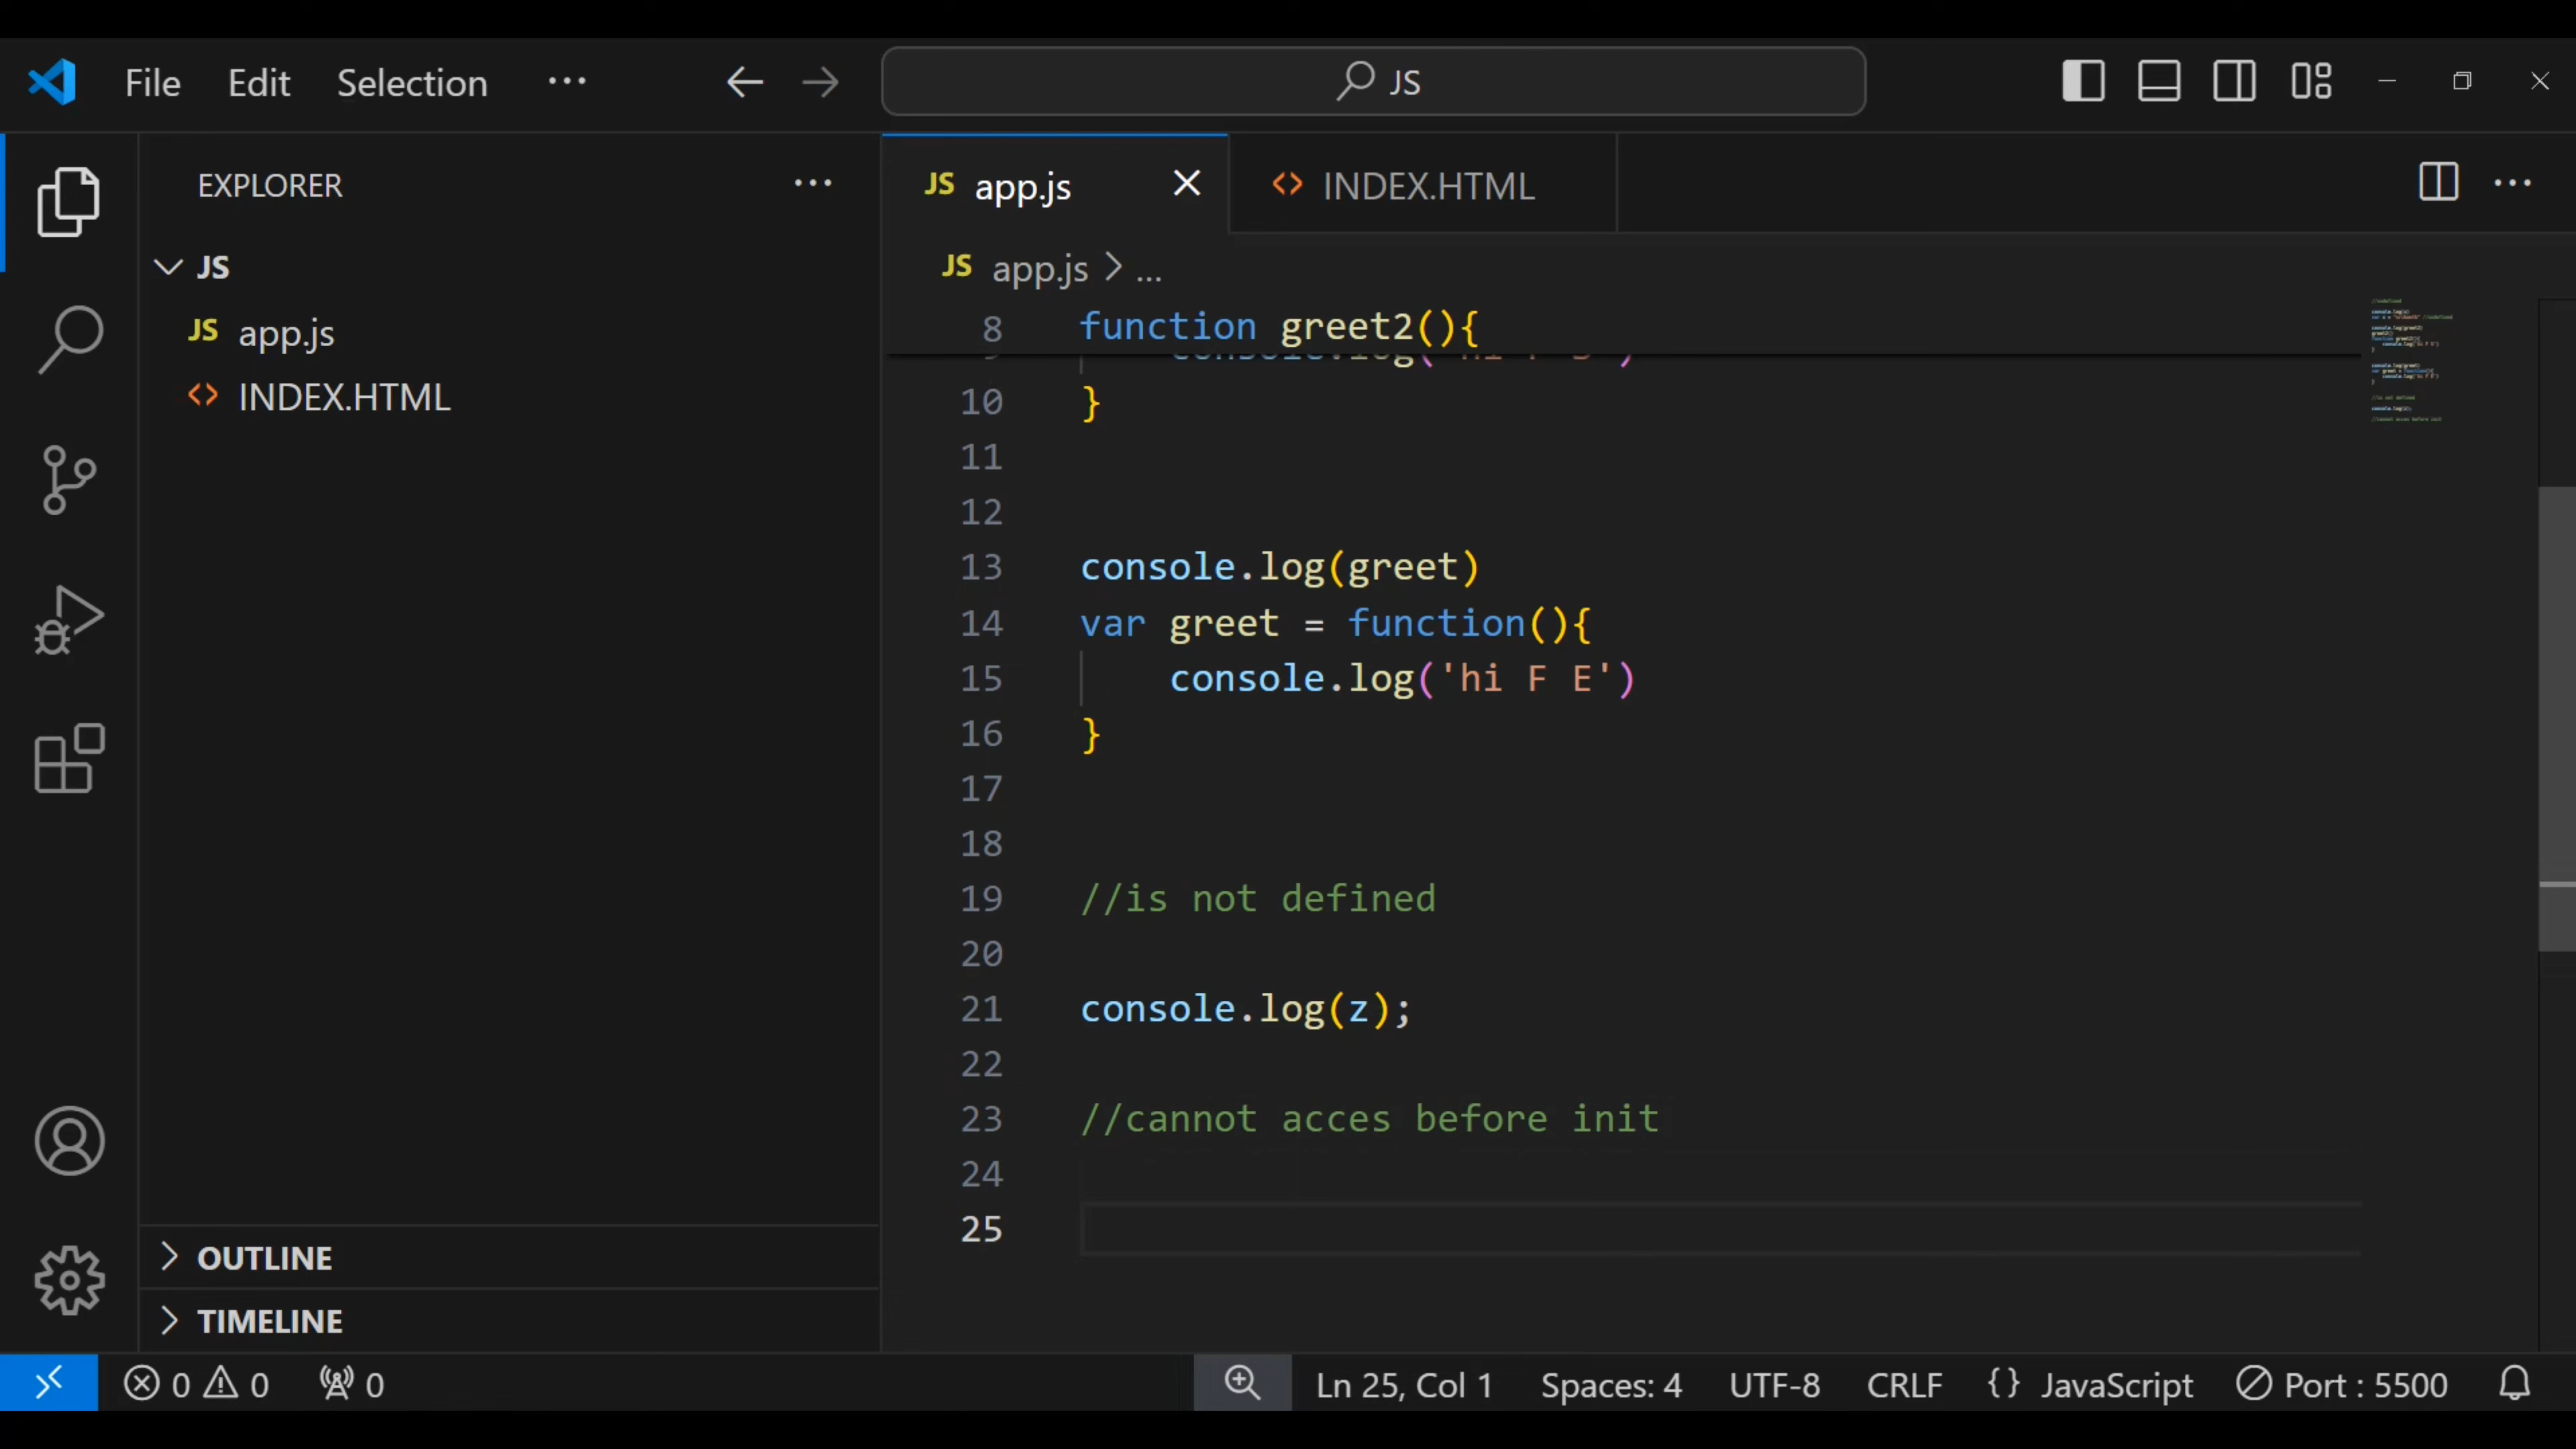 File Edit Selection ··· JS
EXPLORER ···
JS app.js INDEX.HTML
JS
JS app.js > ...
JS app.js
INDEX.HTML
8 function greet2(){
10 }
11
12
13 console.log(greet)
14 var greet = function(){
15 console.log('hi F E')
16 }
17
18
19 //is not defined
20
21 console.log(z);
22
23 //cannot acces before init
24
25
OUTLINE
TIMELINE
0 0 0 Ln 25, Col 1 Spaces: 4 UTF-8 CRLF {} JavaScript Port : 5500